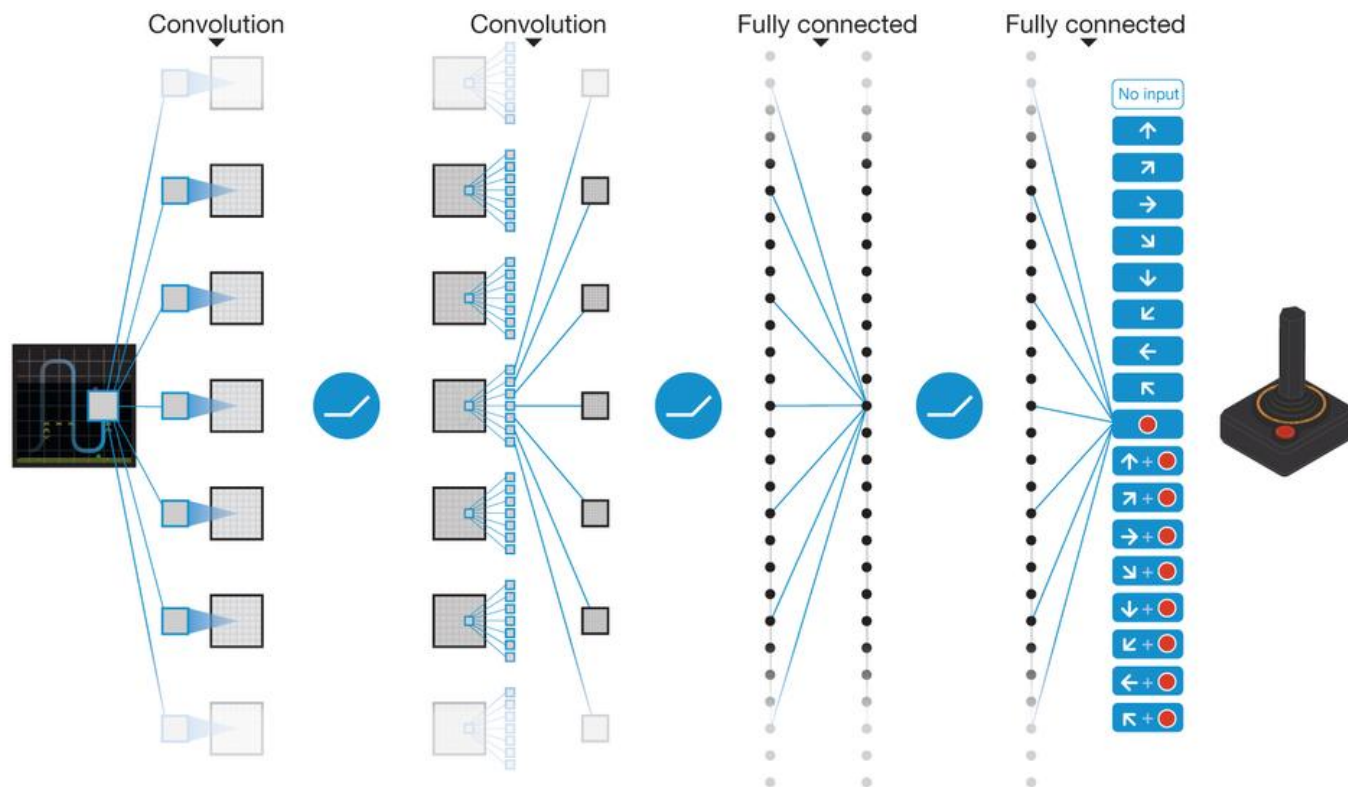 Convolution
Convolution
Fully connected
Fully connected
No input
+
+
+
+
+
+
+
+